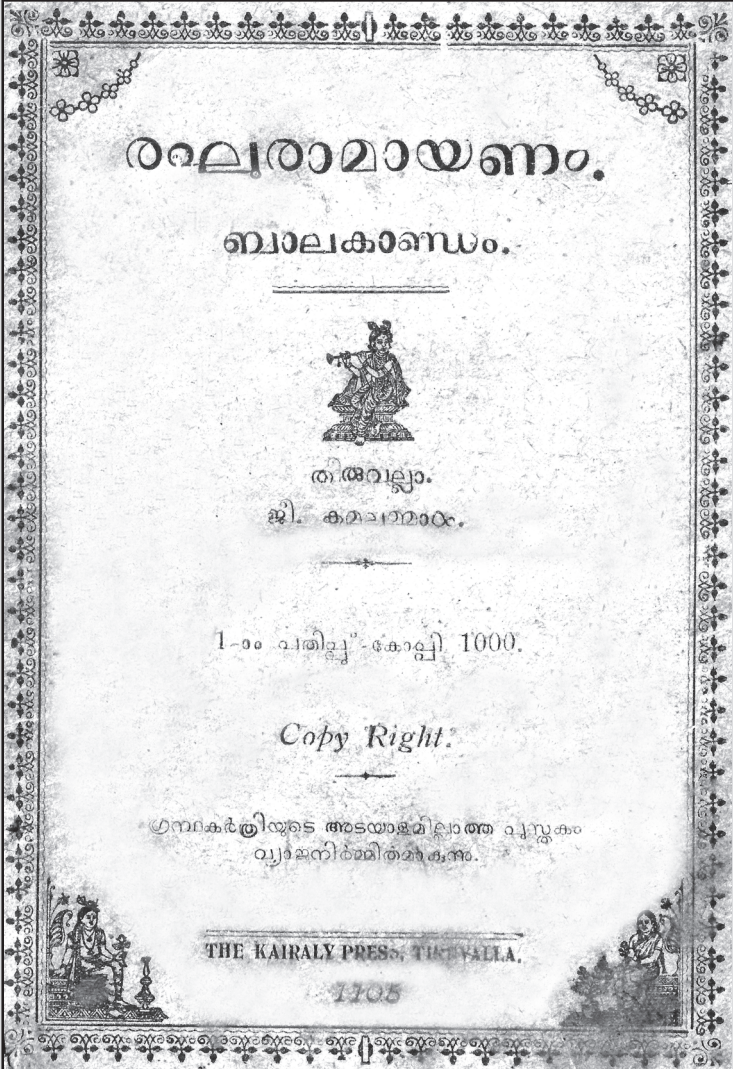 രഘുരാമായണം.
ബാലകാണ്ഡം.
തിരുവല്ലാ.
ജീ. കമലമ്മാൾ.
1-ാം പതിപ്പു് - കോപ്പി 1000.
Copy Right.
ഗ്രന്ഥകർത്രിയുടെ അടയാളമില്ലാത്ത പുസ്തകം
വ്യാജനിർമ്മിതമാകുന്നു.
THE KAIRALY PRESS, TIRUVALLA.
1105